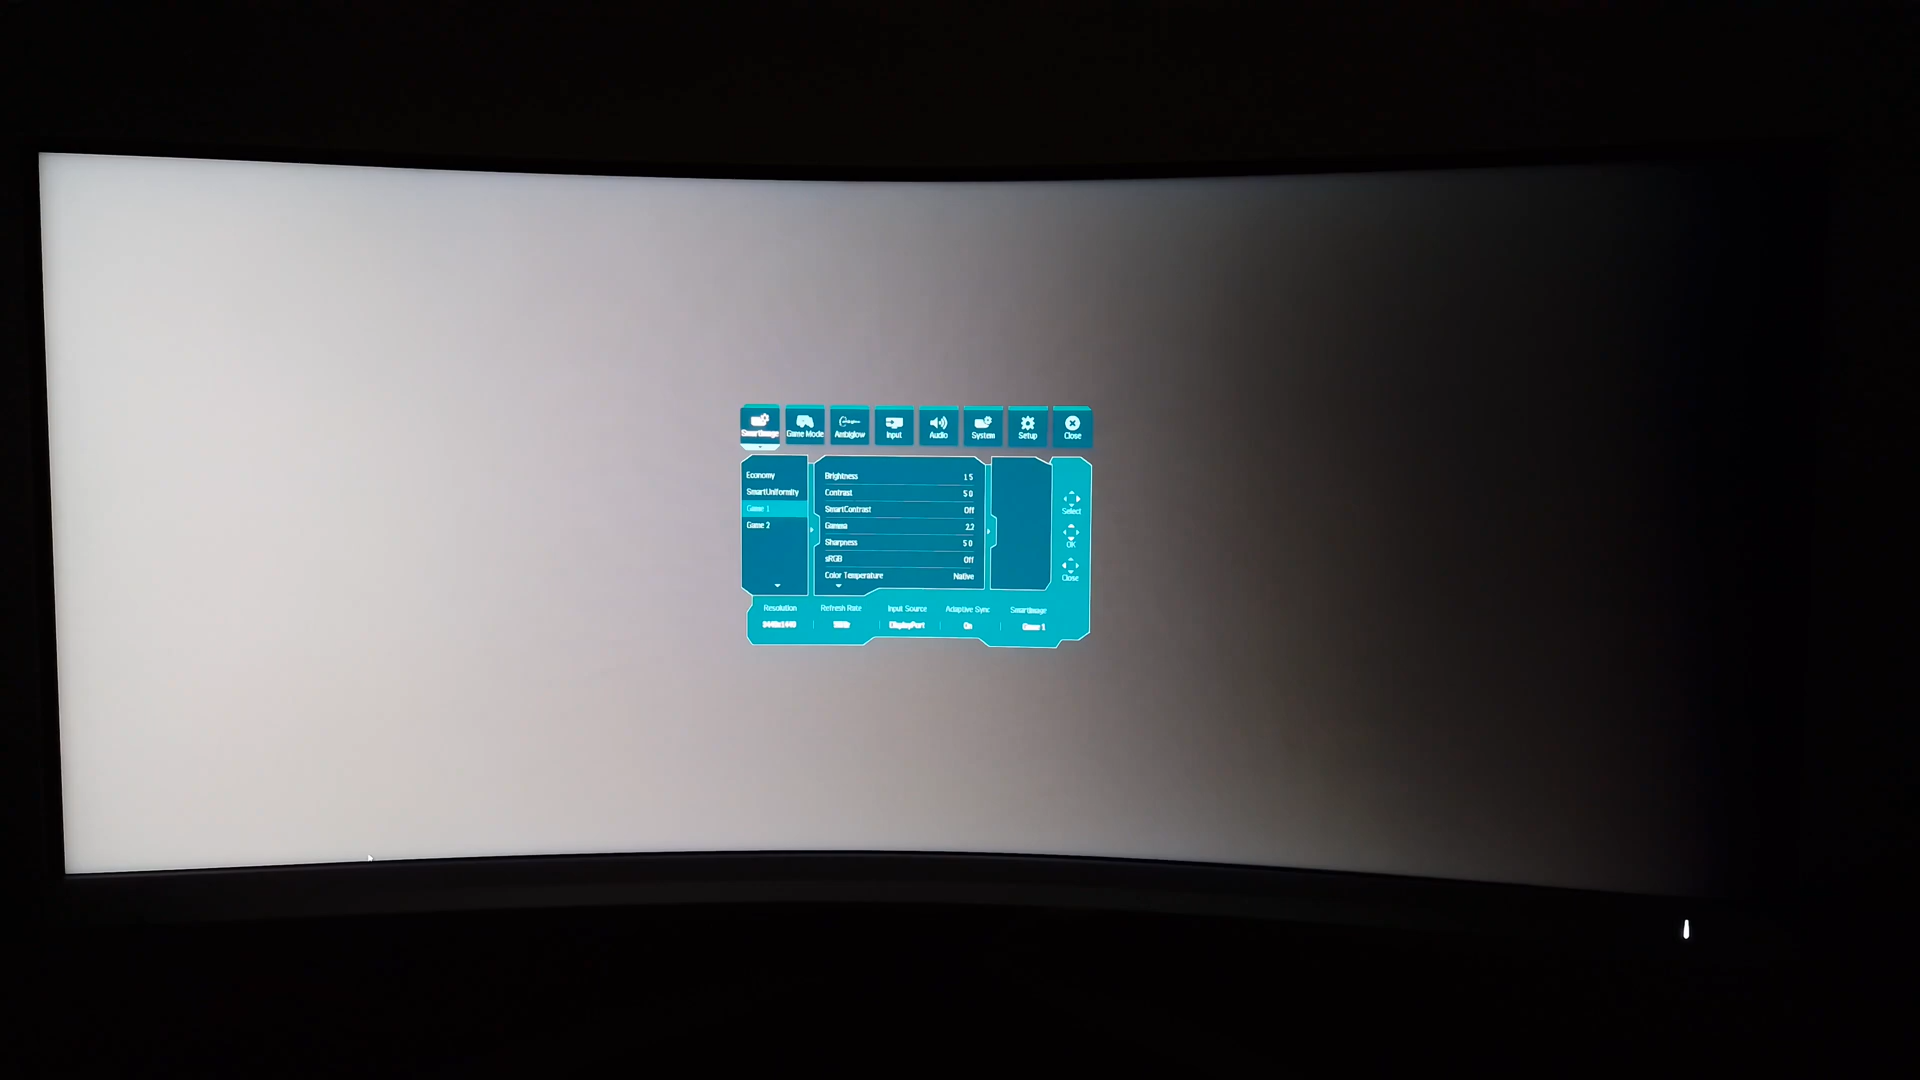 SmartImage Game Mode Ambiglow Input Audio System Setup Close
Economy
SmartUniformity
Game 1
Game 2
Brightness 15
Contrast 50
SmartContrast Off
Gamma 2.2
Sharpness 50
sRGB Off
Color Temperature Native
Select
OK
Close
Resolution Refresh Rate Input Source Adaptive Sync SmartImage
3440x1440 DisplayPort On Game 1